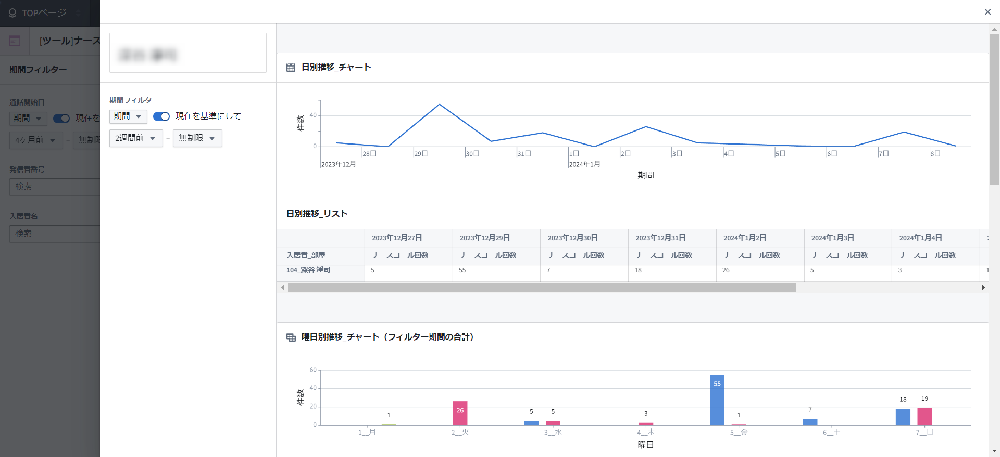 TOPページ
[ツール]ナース
期間フィルター
通話開始日
期間
現在を
4ケ月前
-
無制限
発信者番号
検索
入居者名
検索
期間フィルター
期間
現在を基準にして
2週間前
–
無制限
日別推移_チャート
件数
40
0
28日
29日
30日
31日
1日
2日
3日
4日
5日
6日
7日
8日
2023年12月
2024年1月
期間
日別推移_リスト
2023年12月27日
2023年12月29日
2023年12月30日
2023年12月31日
2024年1月2日
2024年1月3日
2024年1月4日
入居者_部屋
ナースコール回数
ナースコール回数
ナースコール回数
ナースコール回数
ナースコール回数
ナースコール回数
ナースコール回数
104_深谷 淨司
5
55
7
18
26
5
3
曜日別推移_チャート（フィルター期間の合計）
件数
60
40
20
0
1
26
5
5
3
55
1
7
18
19
1__月
2__火
3__水
4__木
5__金
6__土
7__日
曜日